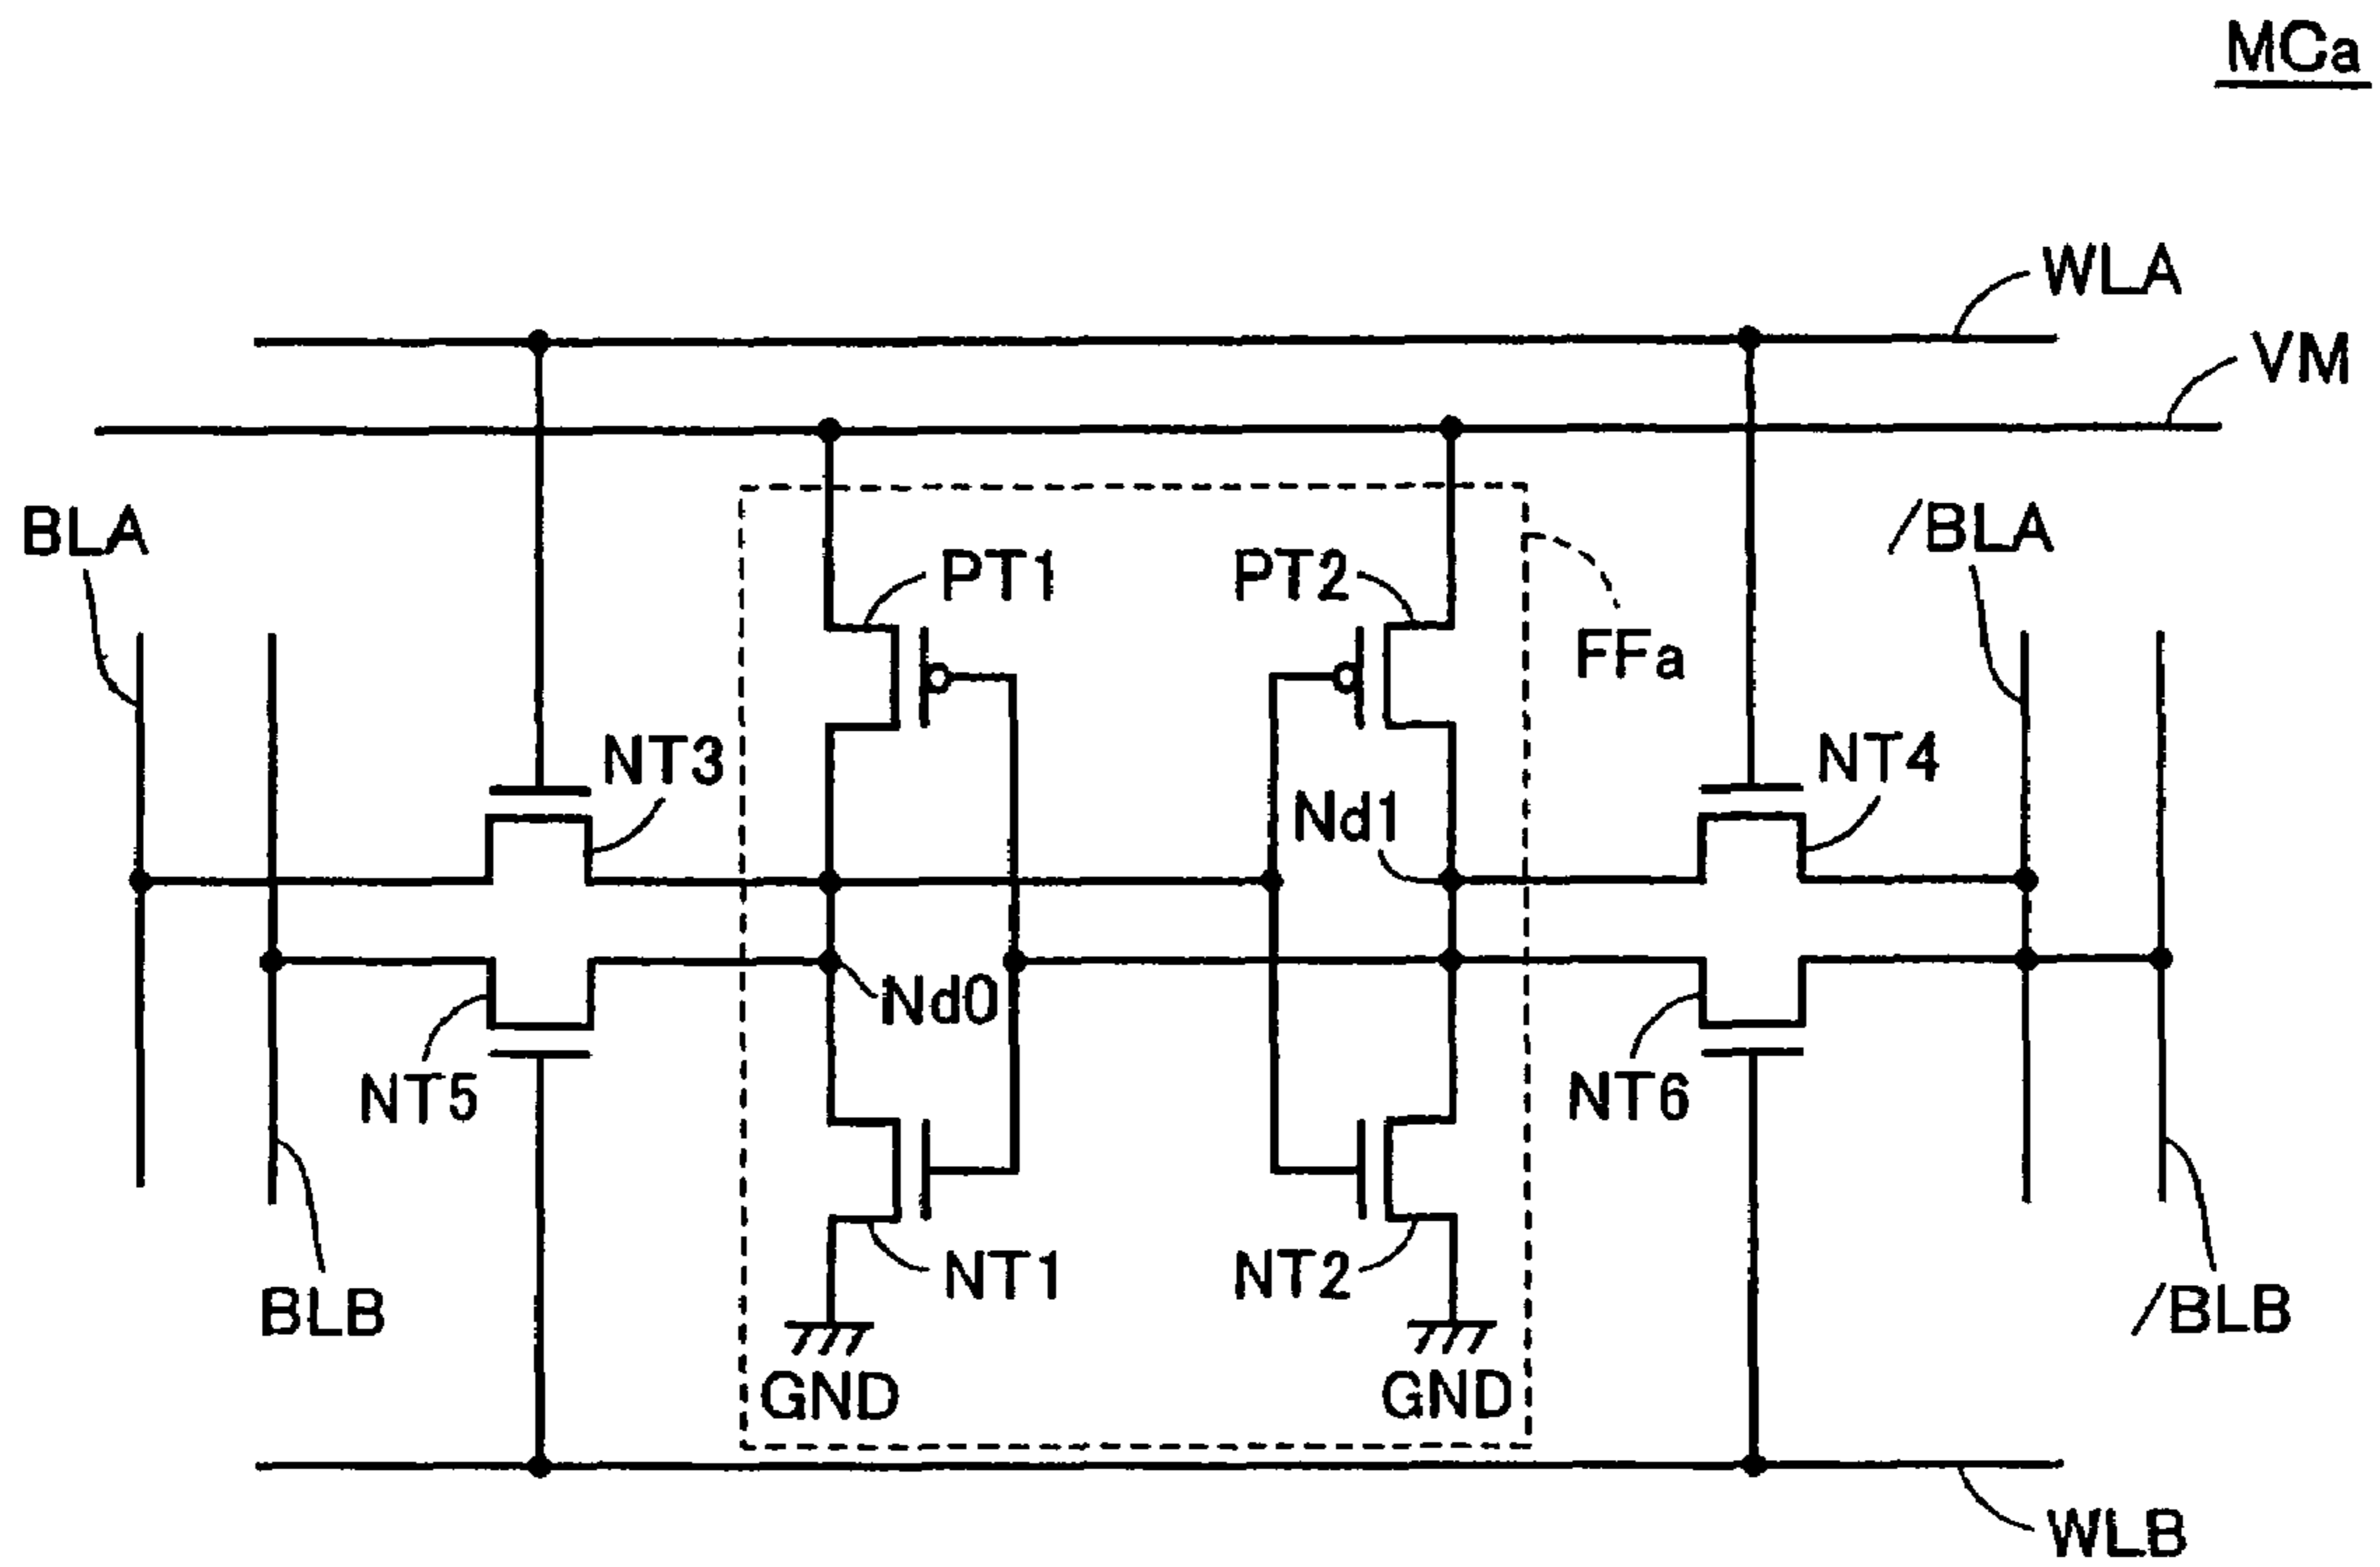 MCa
WLA
VM
BLA
/BLA
PT1
PT2
FFa
NT3
NT4
Nd1
Nd0
NT5
NT6
NT1
NT2
BLB
/BLB
GND
GND
WLB